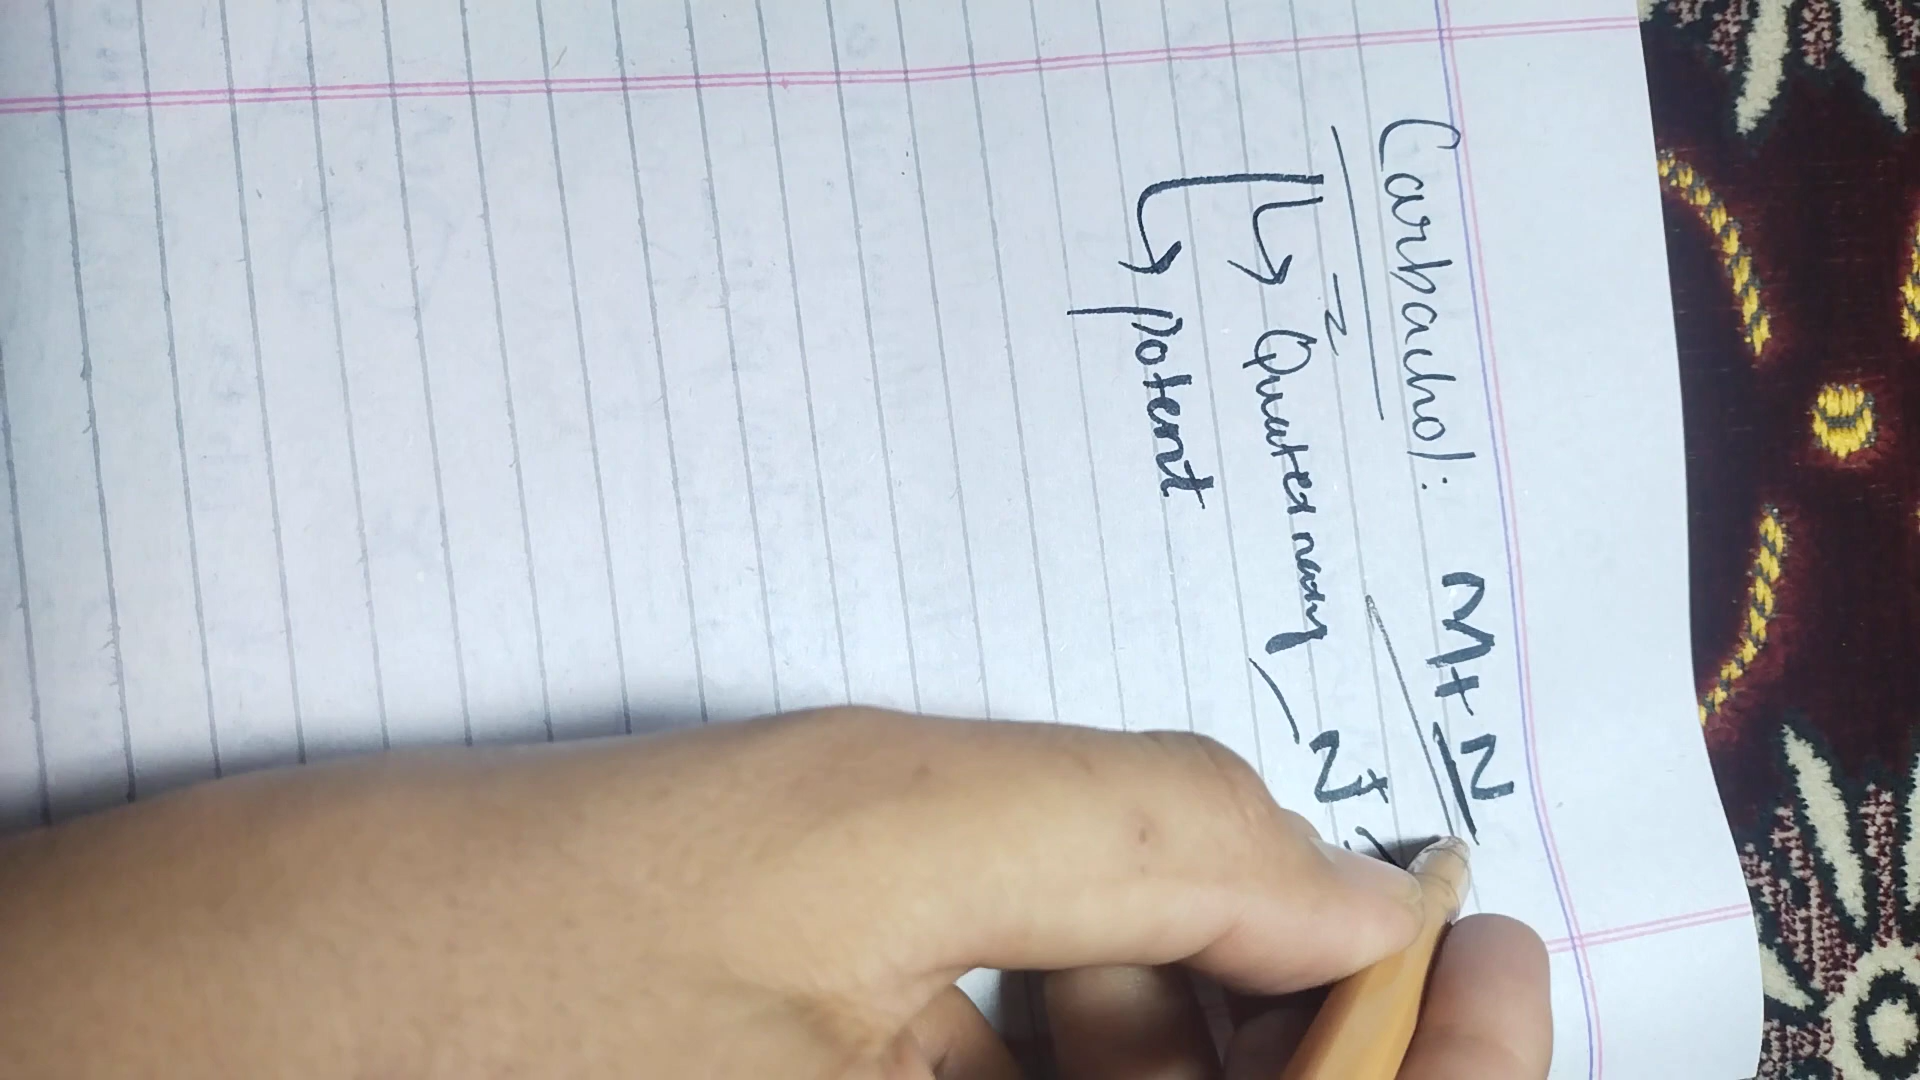 Carbachol: M+N
↳ Quaternary — N⁺
↳ potent